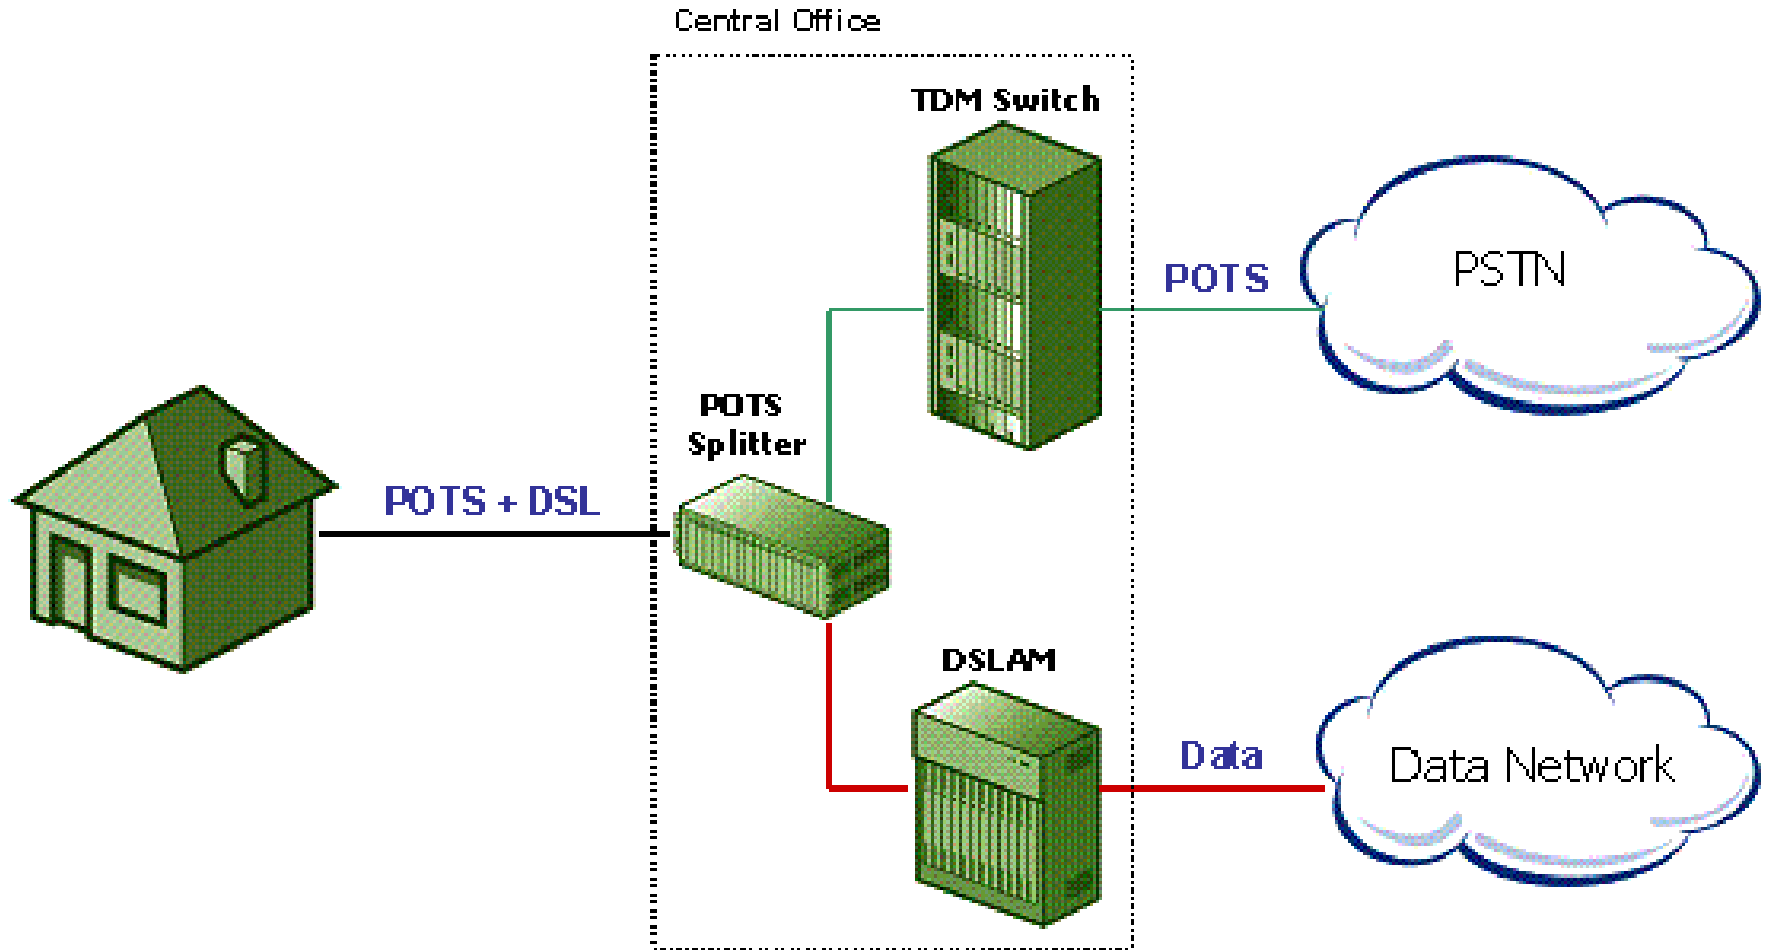 Central Office
TDM Switch
POTS
PSTN
POTS
Splitter
POTS + DSL
DSLAM
Data
Data Network